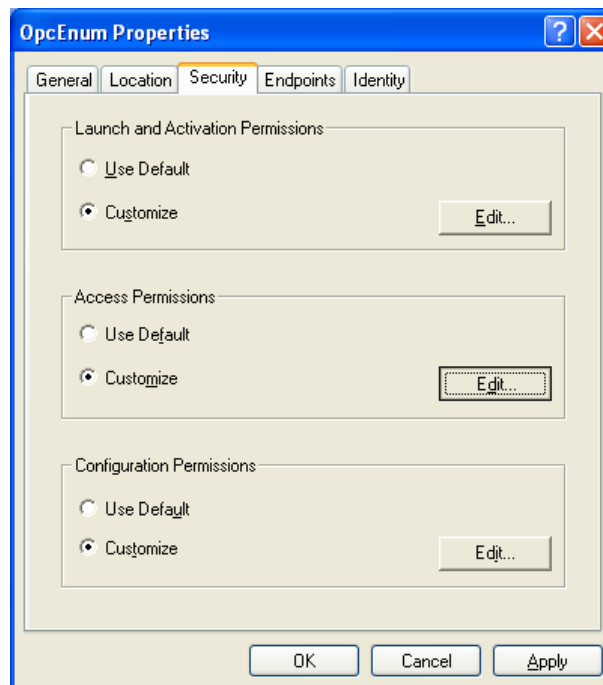 OpcEnum Properties
General Location Security Endpoints Identity
Launch and Activation Permissions
Use Default
Customize
Edit...
Access Permissions
Use Default
Customize
Edit...
Configuration Permissions
Use Default
Customize
Edit...
OK Cancel Apply